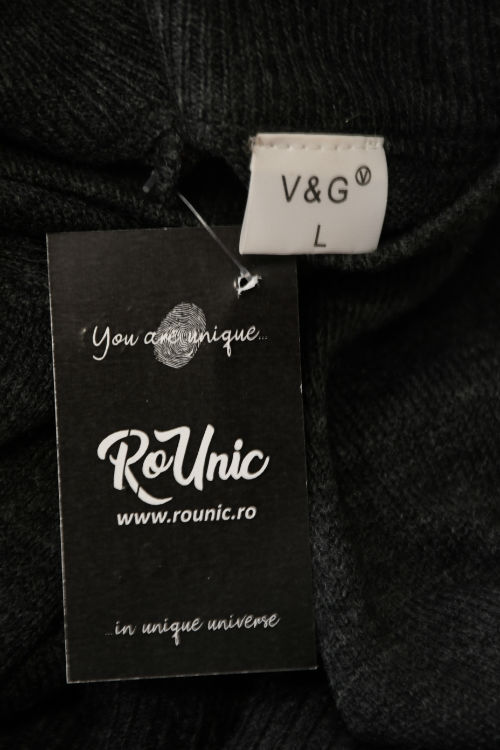 V&G Ⓥ
L
You are unique...
RoUnic
www.rounic.ro
...in unique universe